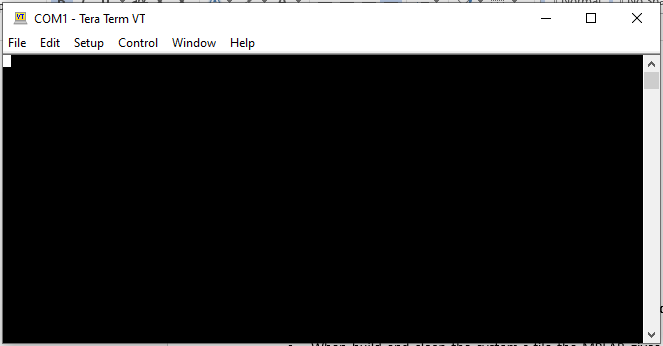 COM1 - Tera Term VT
File Edit Setup Control Window Help